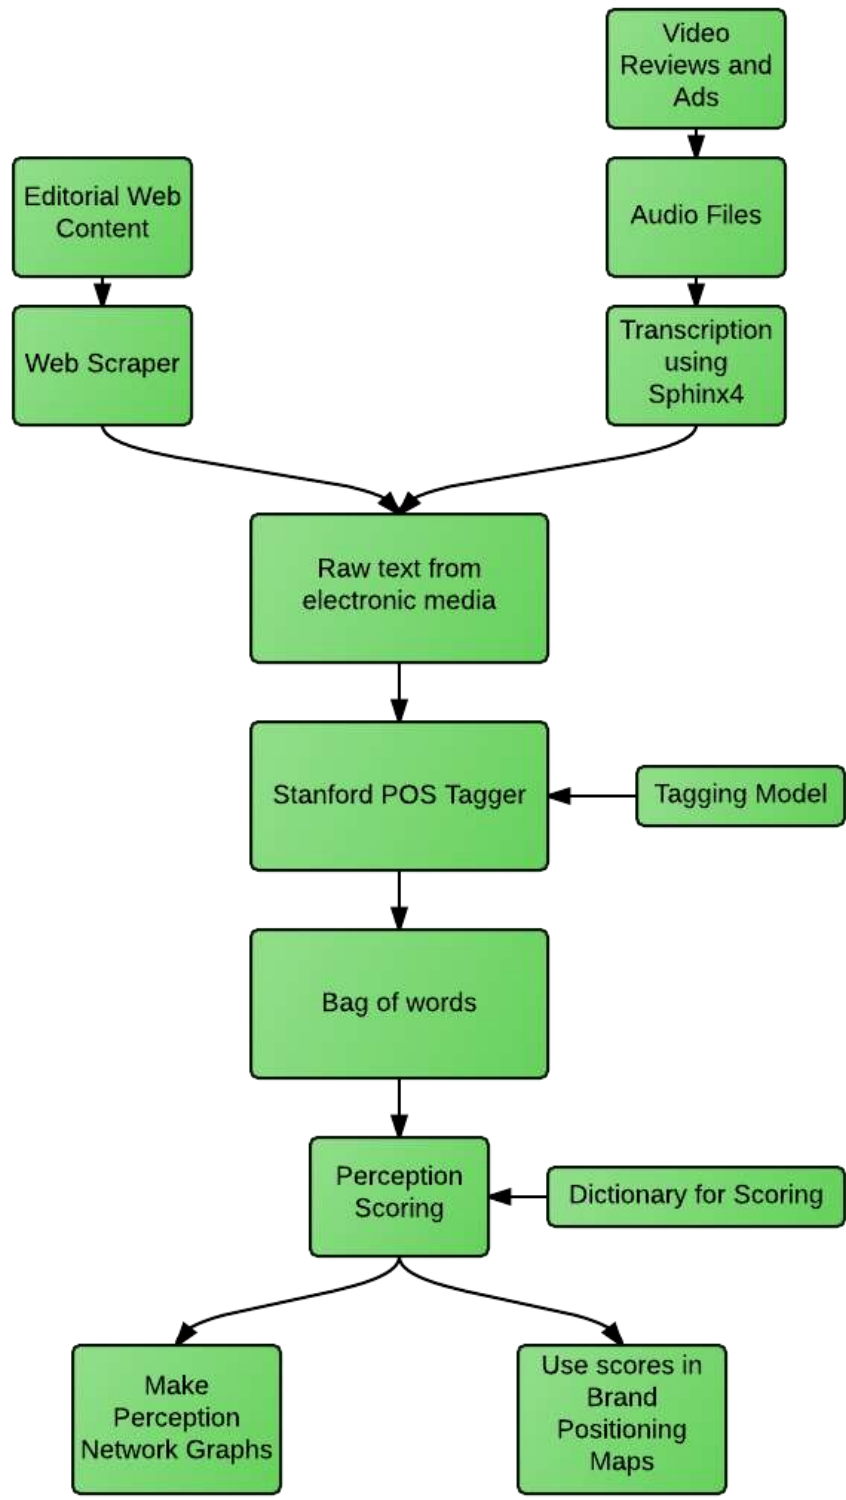 Video
Reviews and
Ads
Editorial Web
Content
Audio Files
Web Scraper
Transcription
using
Sphinx4
Raw text from
electronic media
Stanford POS Tagger
Tagging Model
Bag of words
Perception
Scoring
Dictionary for Scoring
Make
Perception
Network Graphs
Use scores in
Brand
Positioning
Maps